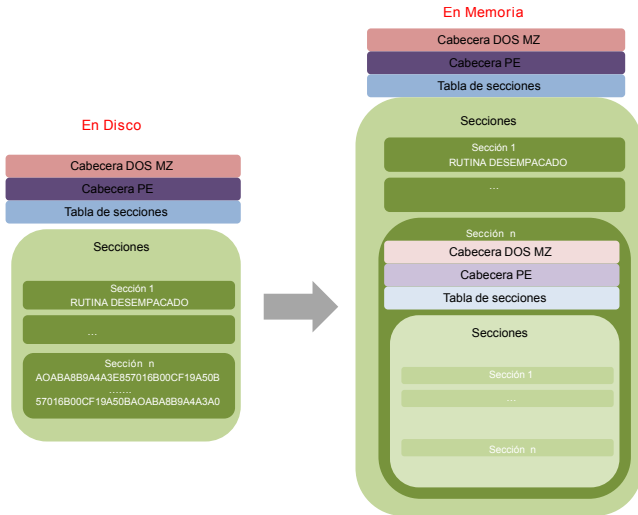 En Disco
Cabecera DOS MZ
Cabecera PE
Tabla de secciones
Secciones
Sección 1
RUTINA DESEMPACADO
...
Sección n
AOABA8B9A4A3E857016B00CF19A50B
.......
57016B00CF19A50BAOABA8B9A4A3A0
En Memoria
Cabecera DOS MZ
Cabecera PE
Tabla de secciones
Secciones
Sección 1
RUTINA DESEMPACADO
...
Sección n
Cabecera DOS MZ
Cabecera PE
Tabla de secciones
Secciones
Sección 1
...
Sección n